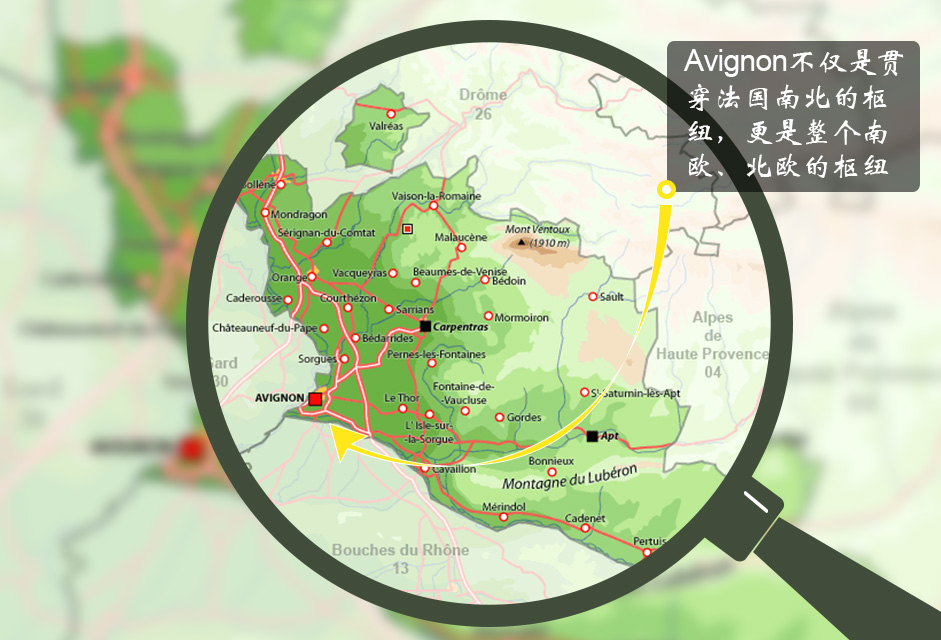 Avignon不仅是贯
穿法国南北的枢
纽，更是整个南
欧、北欧的枢纽
Drôme
26
Valréas
Bollène
Vaison-la-Romaine
Mondragon
Sérignan-du-Comtat
Mont Ventoux
(1910 m)
Malaucène
Orange
Vacqueyras
Beaumes-de-Venise
Bédoin
Caderousse
Courthézon
Sarrians
Sault
Mormoiron
Alpes
de
Haute Provence
04
Châteauneuf-du-Pape
Carpentras
Bédarrides
Sorgues
Pernes-les-Fontaines
Gard
30
AVIGNON
Le Thor
Fontaine-de-
-Vaucluse
St-Saturnin-lès-Apt
L' Isle-sur-
-la-Sorgue
Gordes
Apt
Cavaillon
Bonnieux
Montagne du Lubéron
Mérindol
Cadenet
Pertuis
Bouches du Rhône
13